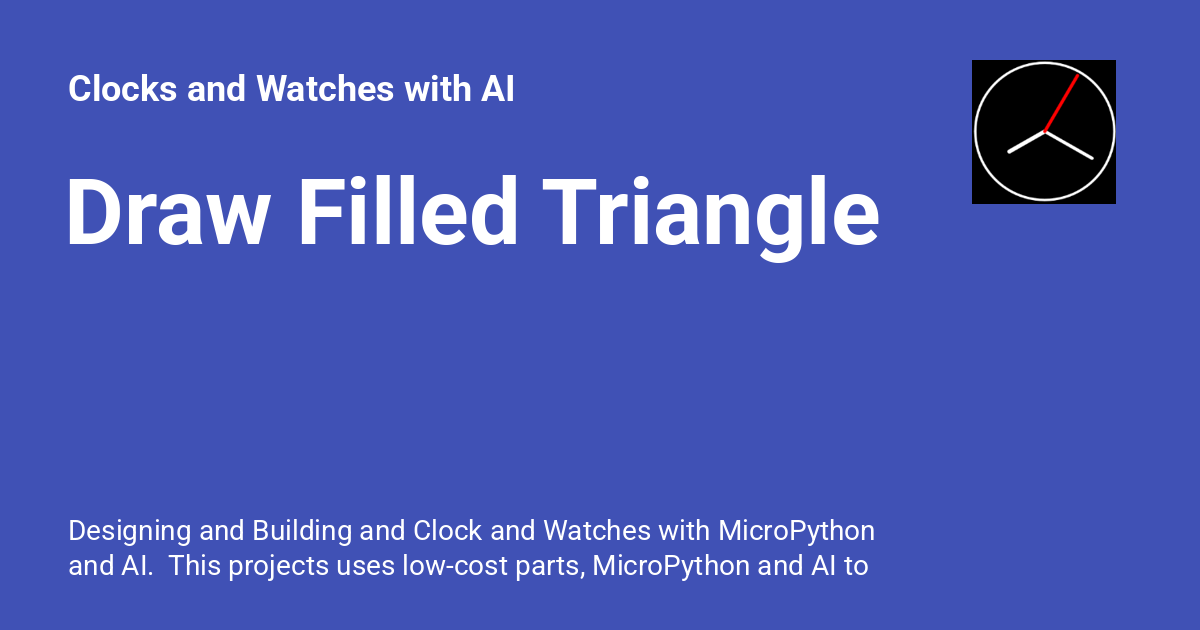 Clocks and Watches with AI
Draw Filled Triangle
Designing and Building and Clock and Watches with MicroPython
and AI.  This projects uses low-cost parts, MicroPython and AI to